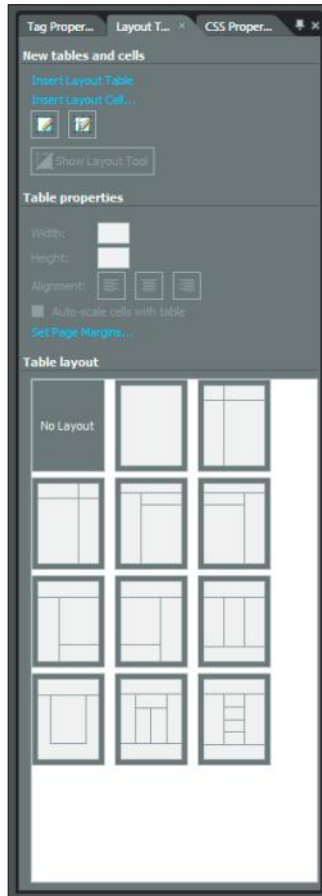 Tag Proper... Layout T... × CSS Proper...
New tables and cells
Insert Layout Table
Insert Layout Cell...
Show Layout Tool
Table properties
Width:
Height:
Alignment:
Auto-scale cells with table
Set Page Margins...
Table layout
No Layout